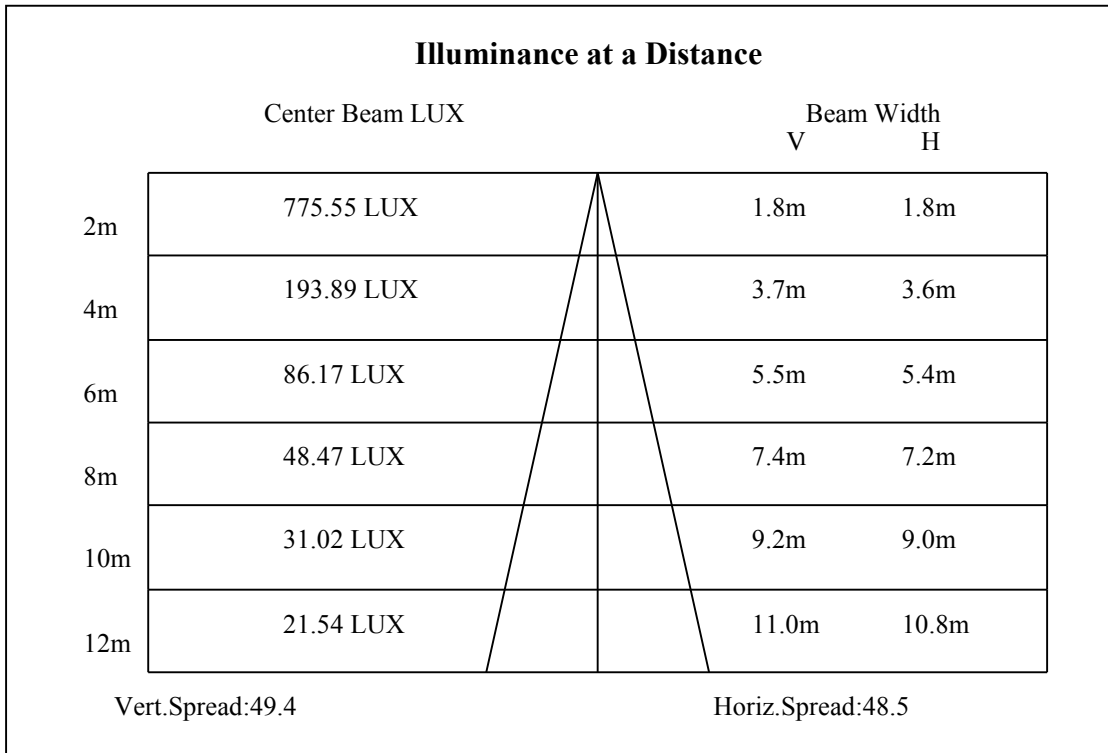 Illuminance at a Distance
Center Beam LUX Beam Width
V H
2m 775.55 LUX 1.8m 1.8m
4m 193.89 LUX 3.7m 3.6m
6m 86.17 LUX 5.5m 5.4m
8m 48.47 LUX 7.4m 7.2m
10m 31.02 LUX 9.2m 9.0m
12m 21.54 LUX 11.0m 10.8m
Vert.Spread:49.4 Horiz.Spread:48.5